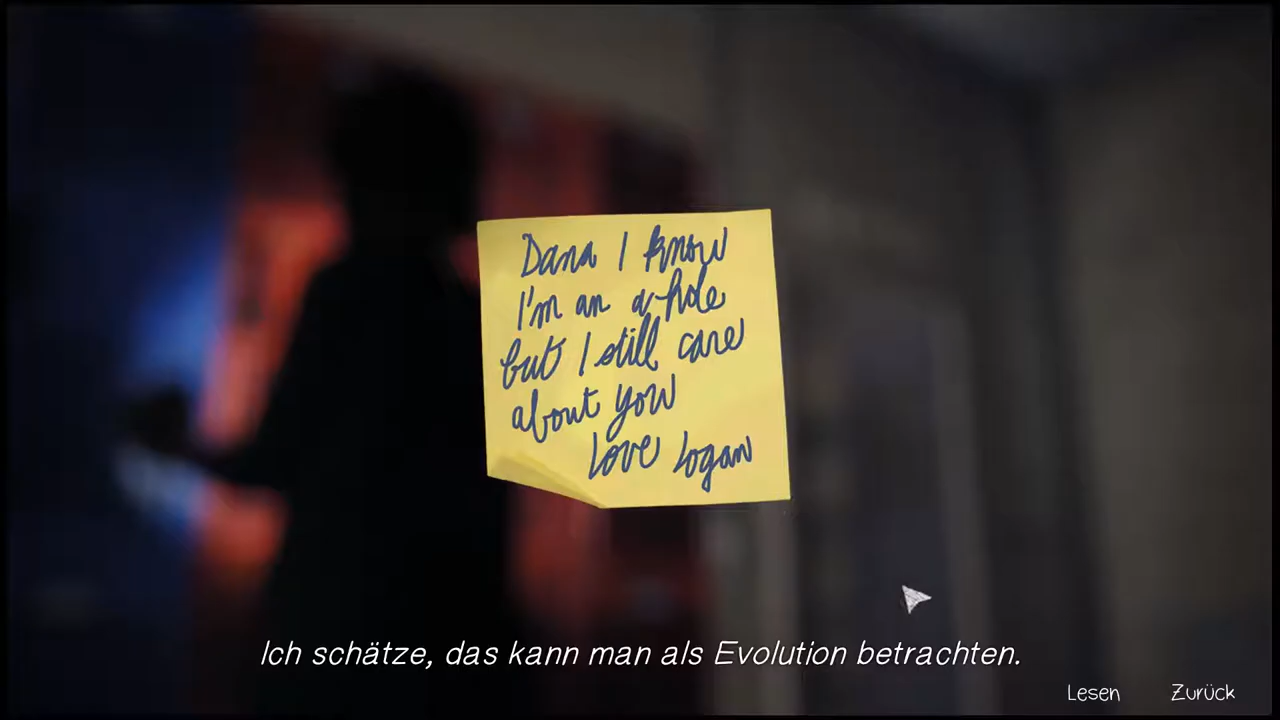 Dana I know
I'm an a-hole
but I still care
about you
Love Logan
Ich schätze, das kann man als Evolution betrachten.
Lesen Zurück